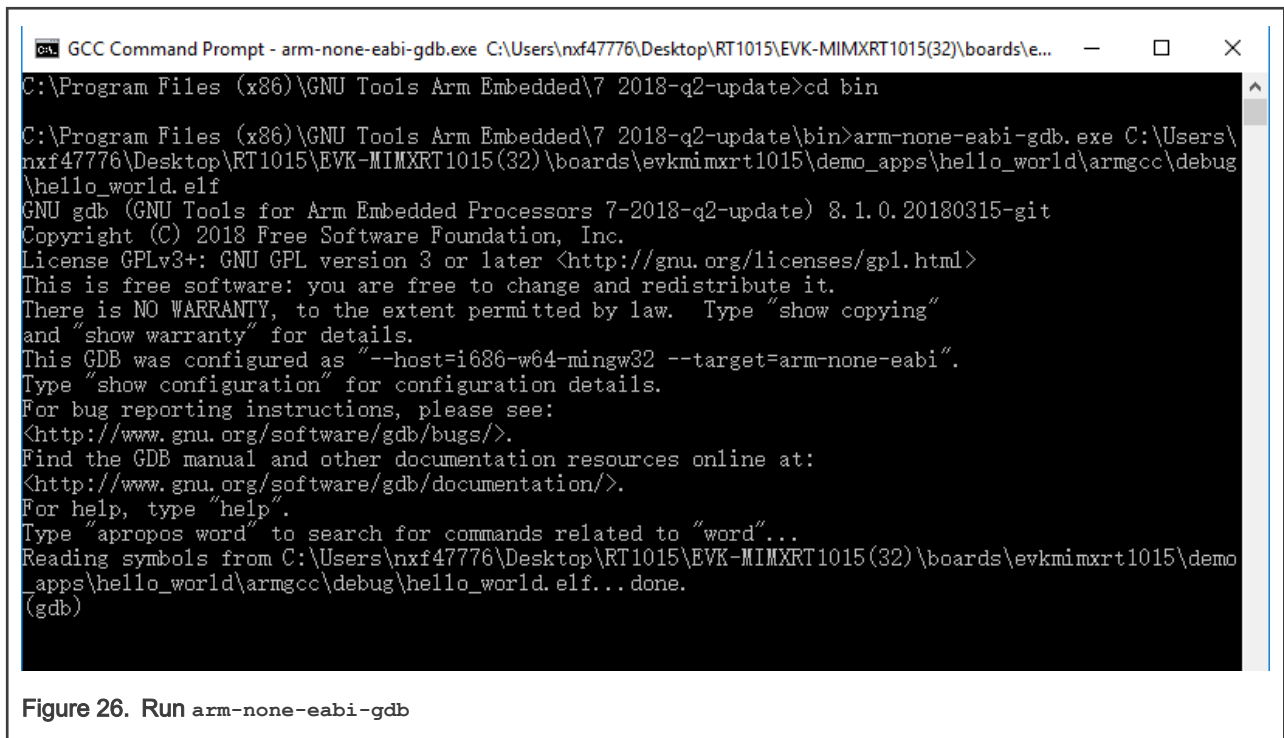 GCC Command Prompt - arm-none-eabi-gdb.exe C:\Users\nxf47776\Desktop\RT1015\EVK-MIMXRT1015(32)\boards\e...
C:\Program Files (x86)\GNU Tools Arm Embedded\7 2018-q2-update>cd bin
C:\Program Files (x86)\GNU Tools Arm Embedded\7 2018-q2-update\bin>arm-none-eabi-gdb.exe C:\Users\
nxf47776\Desktop\RT1015\EVK-MIMXRT1015(32)\boards\evkmimxrt1015\demo_apps\hello_world\armgcc\debug
\hello_world.elf
GNU gdb (GNU Tools for Arm Embedded Processors 7-2018-q2-update) 8.1.0.20180315-git
Copyright (C) 2018 Free Software Foundation, Inc.
License GPLv3+: GNU GPL version 3 or later <http://gnu.org/licenses/gpl.html>
This is free software: you are free to change and redistribute it.
There is NO WARRANTY, to the extent permitted by law.  Type "show copying"
and "show warranty" for details.
This GDB was configured as "--host=i686-w64-mingw32 --target=arm-none-eabi".
Type "show configuration" for configuration details.
For bug reporting instructions, please see:
<http://www.gnu.org/software/gdb/bugs/>.
Find the GDB manual and other documentation resources online at:
<http://www.gnu.org/software/gdb/documentation/>.
For help, type "help".
Type "apropos word" to search for commands related to "word"...
Reading symbols from C:\Users\nxf47776\Desktop\RT1015\EVK-MIMXRT1015(32)\boards\evkmimxrt1015\demo
_apps\hello_world\armgcc\debug\hello_world.elf...done.
(gdb)
Figure 26. Run arm-none-eabi-gdb